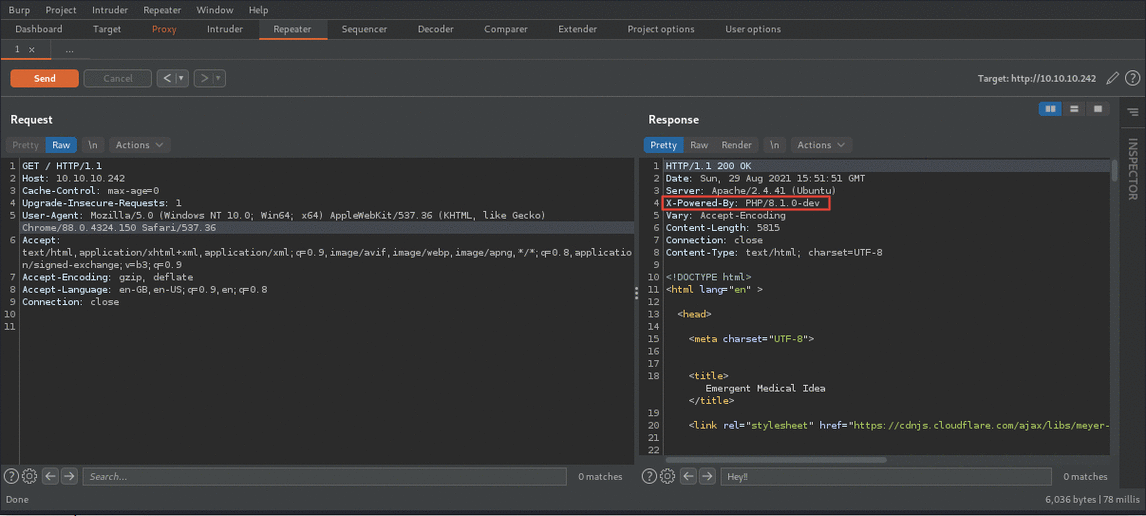 Burp Project Intruder Repeater Window Help
Dashboard Target Proxy Intruder Repeater Sequencer Decoder Comparer Extender Project options User options
1 × ...
Send Cancel < ▾ > ▾ Target: http://10.10.10.242 ?
Request
Pretty Raw \n Actions
1 GET / HTTP/1.1
2 Host: 10.10.10.242
3 Cache-Control: max-age=0
4 Upgrade-Insecure-Requests: 1
5 User-Agent: Mozilla/5.0 (Windows NT 10.0; Win64; x64) AppleWebKit/537.36 (KHTML, like Gecko)
Chrome/88.0.4324.150 Safari/537.36
6 Accept:
text/html,application/xhtml+xml,application/xml;q=0.9,image/avif,image/webp,image/apng,*/*;q=0.8,applicatio
n/signed-exchange;v=b3;q=0.9
7 Accept-Encoding: gzip, deflate
8 Accept-Language: en-GB,en-US;q=0.9,en;q=0.8
9 Connection: close
10
11
? Search... 0 matches
Response
Pretty Raw Render \n Actions
1 HTTP/1.1 200 OK
2 Date: Sun, 29 Aug 2021 15:51:51 GMT
3 Server: Apache/2.4.41 (Ubuntu)
4 X-Powered-By: PHP/8.1.0-dev
5 Vary: Accept-Encoding
6 Content-Length: 5815
7 Connection: close
8 Content-Type: text/html; charset=UTF-8
9
10 <!DOCTYPE html>
11 <html lang="en" >
12
13 <head>
14
15 <meta charset="UTF-8">
16
17
18 <title>
Emergent Medical Idea
</title>
19
20 <link rel="stylesheet" href="https://cdnjs.cloudflare.com/ajax/libs/meyer-
21
22
? Hey!! 0 matches
INSPECTOR
Done 6,036 bytes | 78 millis